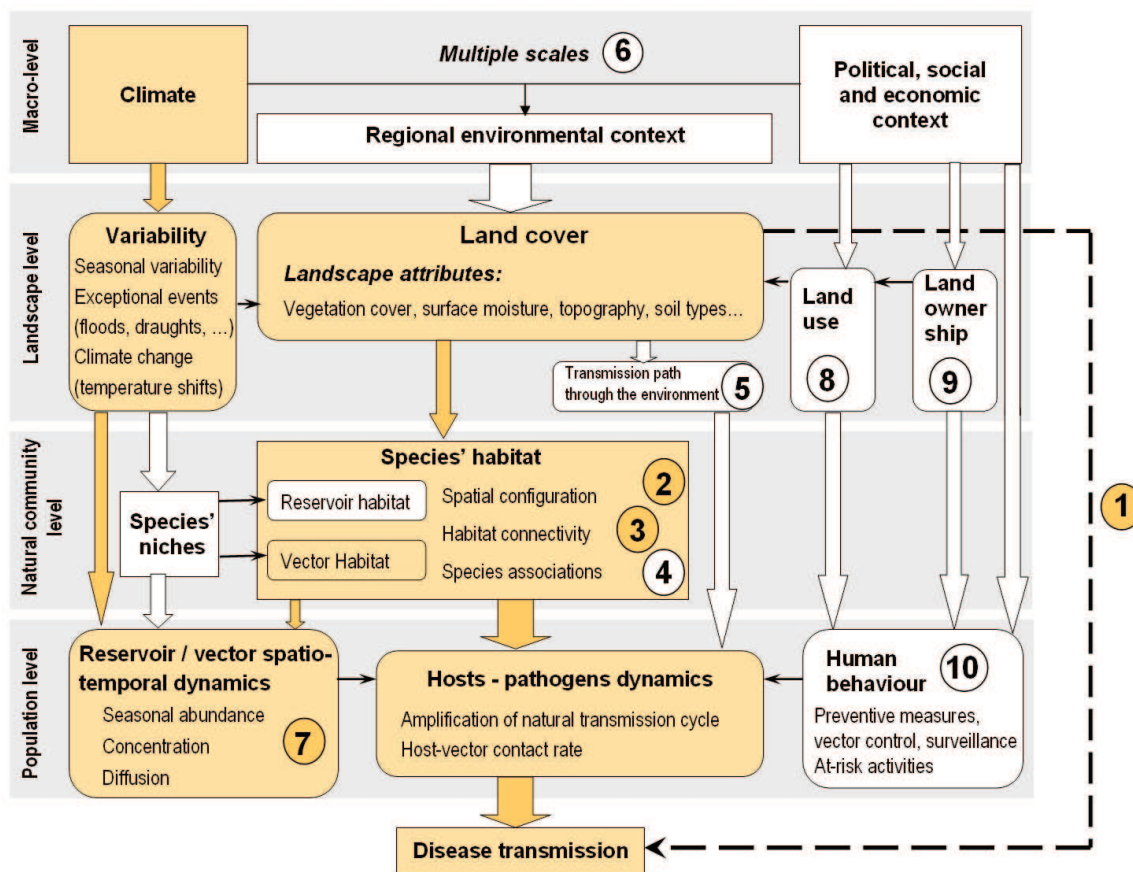 Macro-level
Climate
Multiple scales 6
Regional environmental context
Political, social
and economic
context
Landscape level
Variability
Seasonal variability
Exceptional events
(floods, draughts, ...)
Climate change
(temperature shifts)
Land cover
Landscape attributes:
Vegetation cover, surface moisture, topography, soil types...
Transmission path
through the environment
5
Land
use
8
Land
owner
ship
9
1
Natural community
level
Species'
niches
Species' habitat
Reservoir habitat
Vector Habitat
Spatial configuration
2
Habitat connectivity
3
Species associations
4
Population level
Reservoir / vector spatio-
temporal dynamics
Seasonal abundance
Concentration
Diffusion
7
Hosts - pathogens dynamics
Amplification of natural transmission cycle
Host-vector contact rate
Human
behaviour
10
Preventive measures,
vector control, surveillance
At-risk activities
Disease transmission